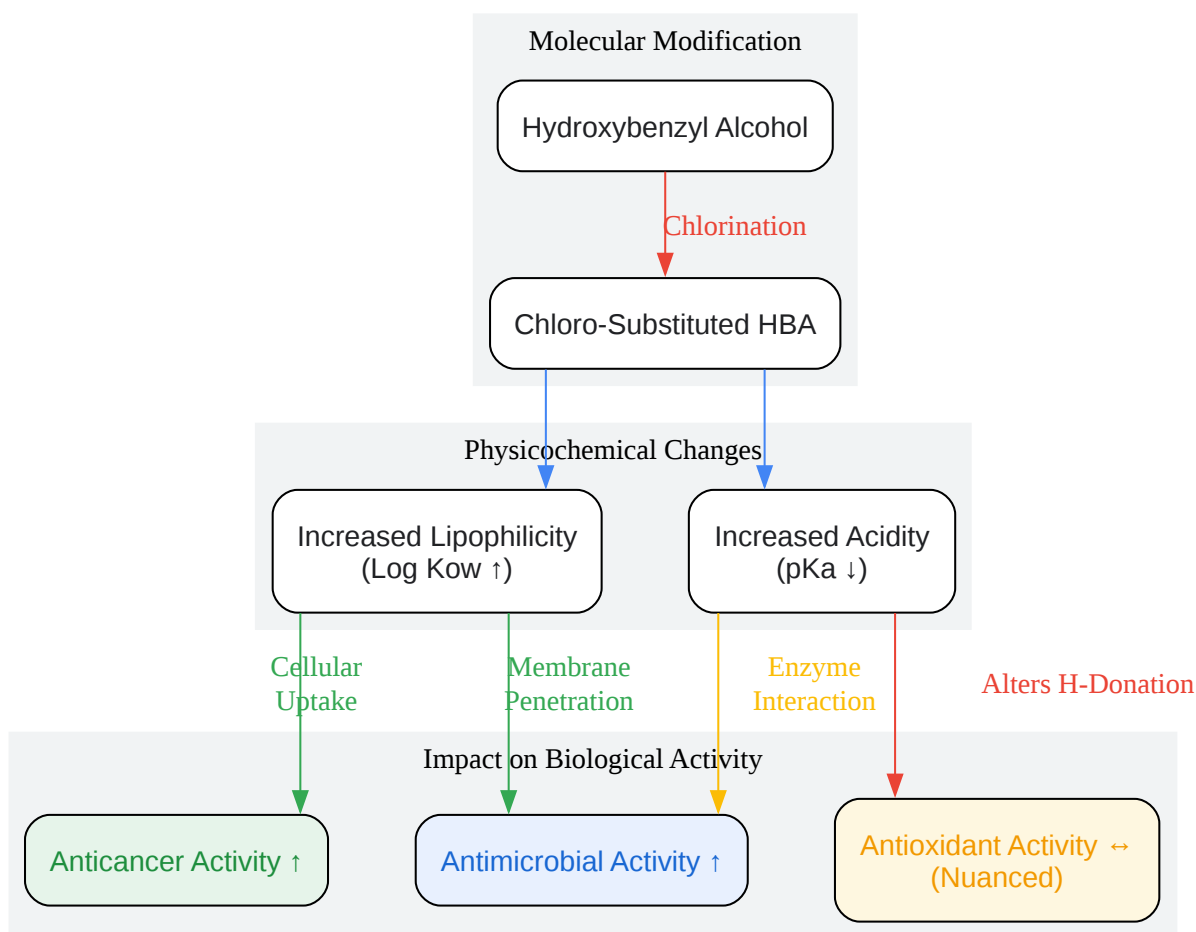 Molecular Modification
Hydroxybenzyl Alcohol
Chlorination
Chloro-Substituted HBA
Physicochemical Changes
Increased Lipophilicity
(Log Kow ↑)
Increased Acidity
(pKa ↓)
Cellular
Uptake
Membrane
Penetration
Enzyme
Interaction
Alters H-Donation
Impact on Biological Activity
Anticancer Activity ↑
Antimicrobial Activity ↑
Antioxidant Activity ↔
(Nuanced)